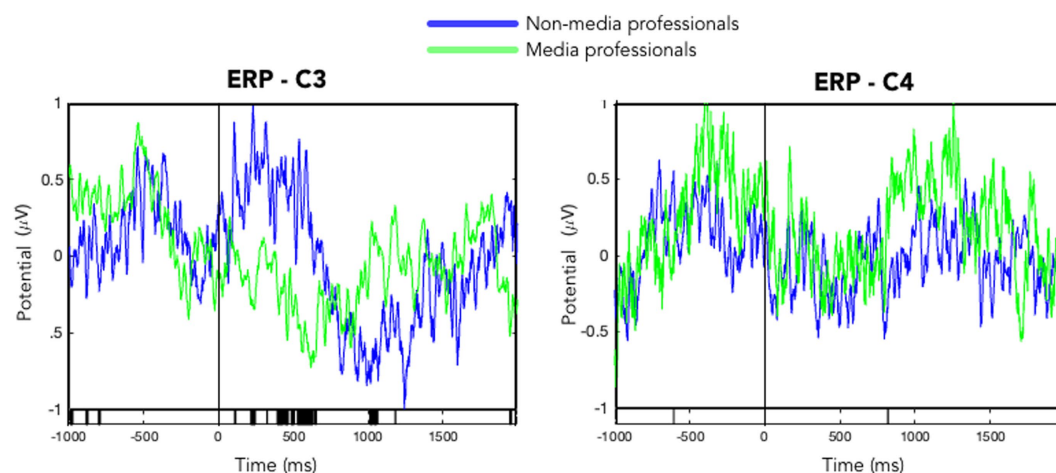 Non-media professionals
Media professionals
ERP - C3
1
0.5
0
.5
-1
Potential (μV)
-1000 -500 0 500 1000 1500
Time (ms)
ERP - C4
1
0.5
0
-0.5
-1
Potential (μV)
-1000 -500 0 500 1000 1500
Time (ms)